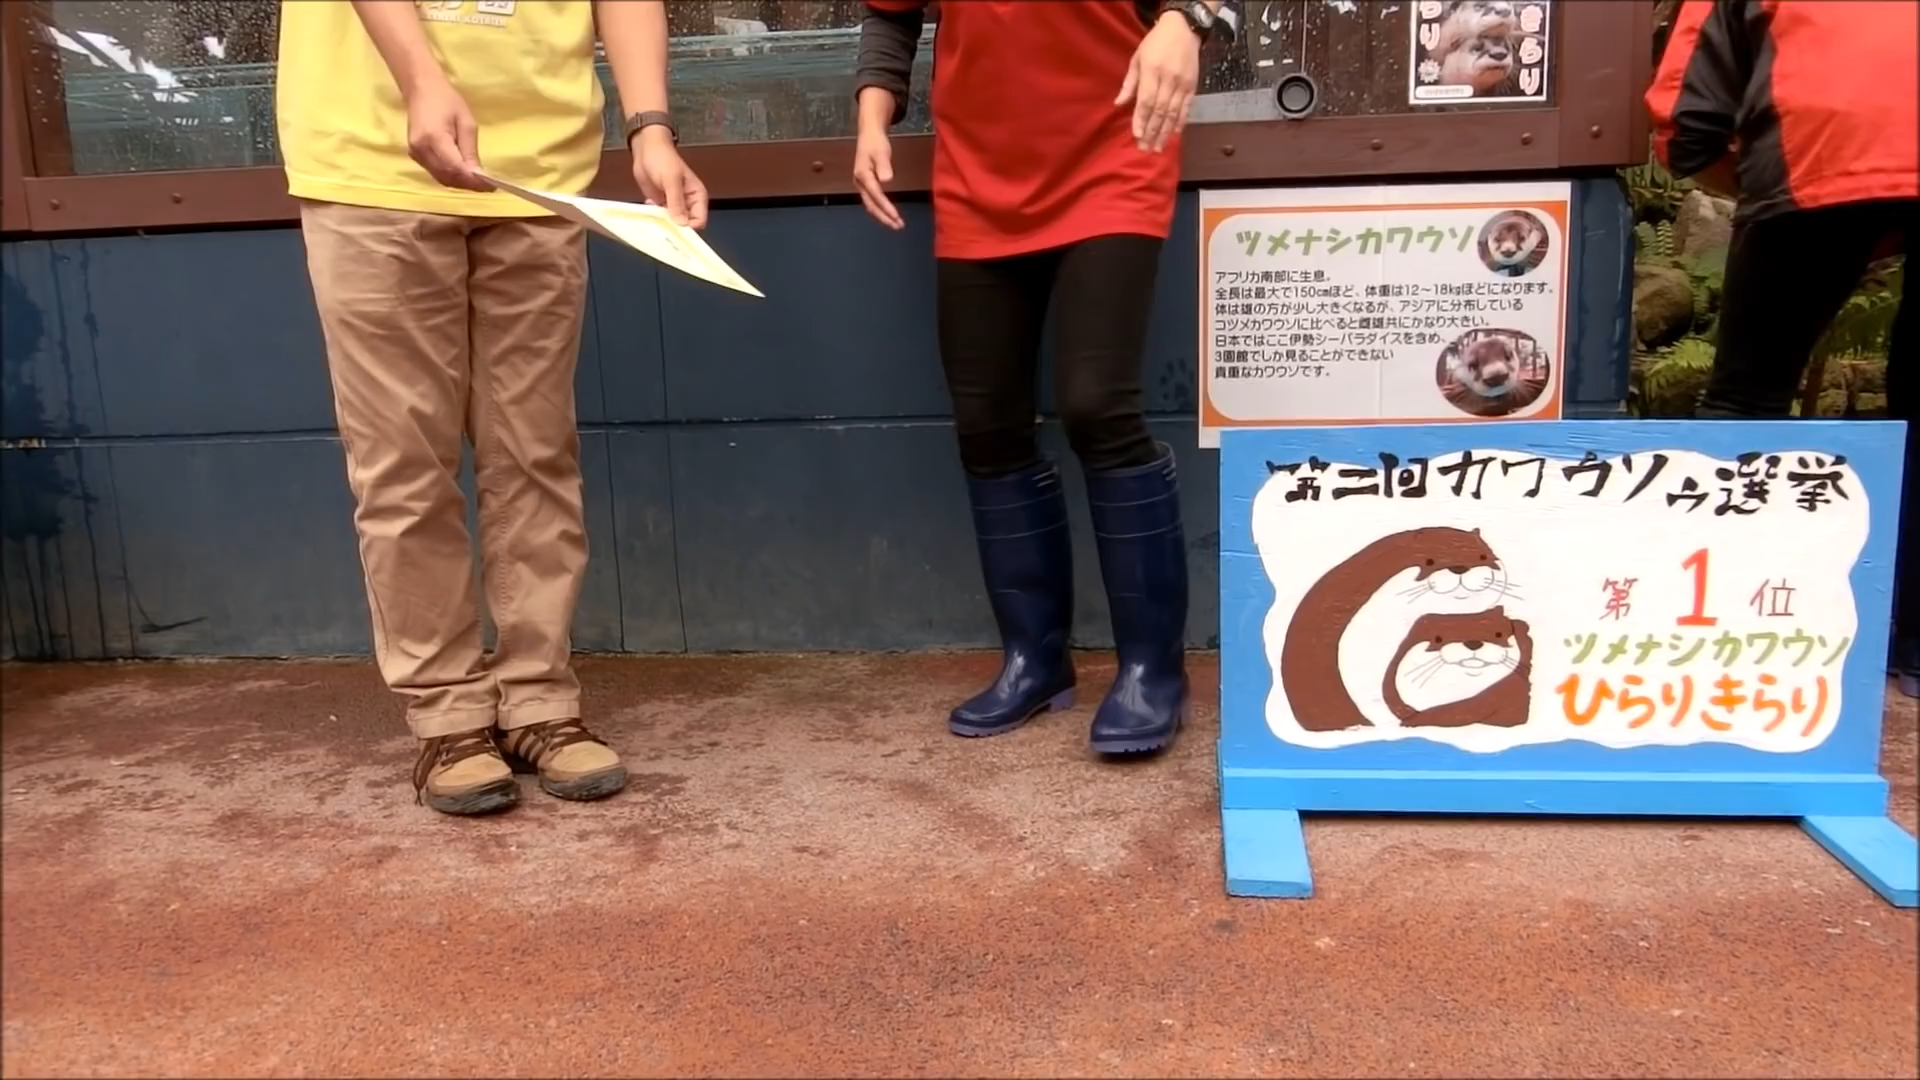 きらり
ツメナシカワウソ
アフリカ南部に生息。
全長は最大で150cmほど、体重は12～18kgほどになります。
体は雄の方が少し大きくなるが、アジアに分布している
コツメカワウソに比べると雌雄共にかなり大きい。
日本ではここ伊勢シーパラダイスを含め、
3園館でしか見ることができない
貴重なカワウソです。
第二回カワウソゥ選挙
第1位
ツメナシカワウソ
ひらりきらり